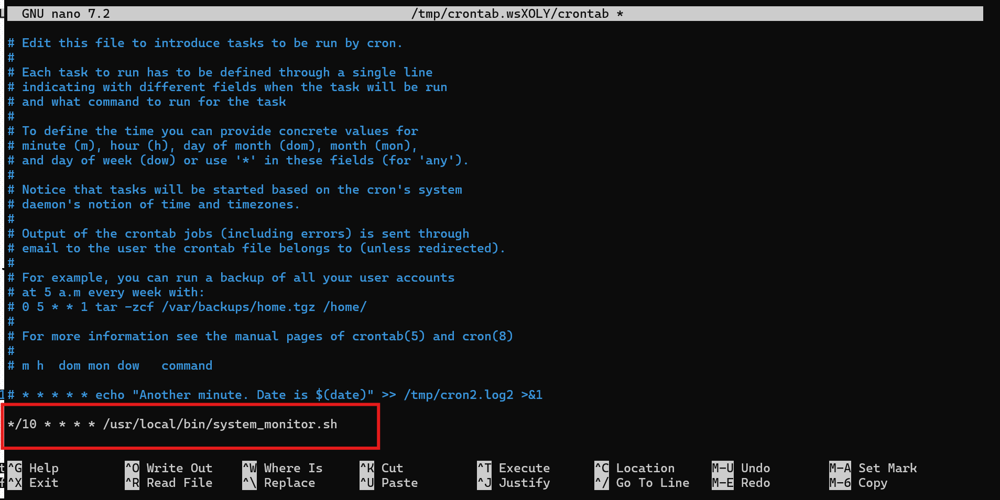 GNU nano 7.2 /tmp/crontab.wsXOLY/crontab *
# Edit this file to introduce tasks to be run by cron.
#
# Each task to run has to be defined through a single line
# indicating with different fields when the task will be run
# and what command to run for the task
#
# To define the time you can provide concrete values for
# minute (m), hour (h), day of month (dom), month (mon),
# and day of week (dow) or use '*' in these fields (for 'any').
#
# Notice that tasks will be started based on the cron's system
# daemon's notion of time and timezones.
#
# Output of the crontab jobs (including errors) is sent through
# email to the user the crontab file belongs to (unless redirected).
#
# For example, you can run a backup of all your user accounts
# at 5 a.m every week with:
# 0 5 * * 1 tar -zcf /var/backups/home.tgz /home/
#
# For more information see the manual pages of crontab(5) and cron(8)
#
# m h  dom mon dow   command
# * * * * * echo "Another minute. Date is $(date)" >> /tmp/cron2.log2 >&1
*/10 * * * * /usr/local/bin/system_monitor.sh
^G Help ^O Write Out ^W Where Is ^K Cut ^T Execute ^C Location M-U Undo M-A Set Mark
^X Exit ^R Read File ^\ Replace ^U Paste ^J Justify ^/ Go To Line M-E Redo M-6 Copy